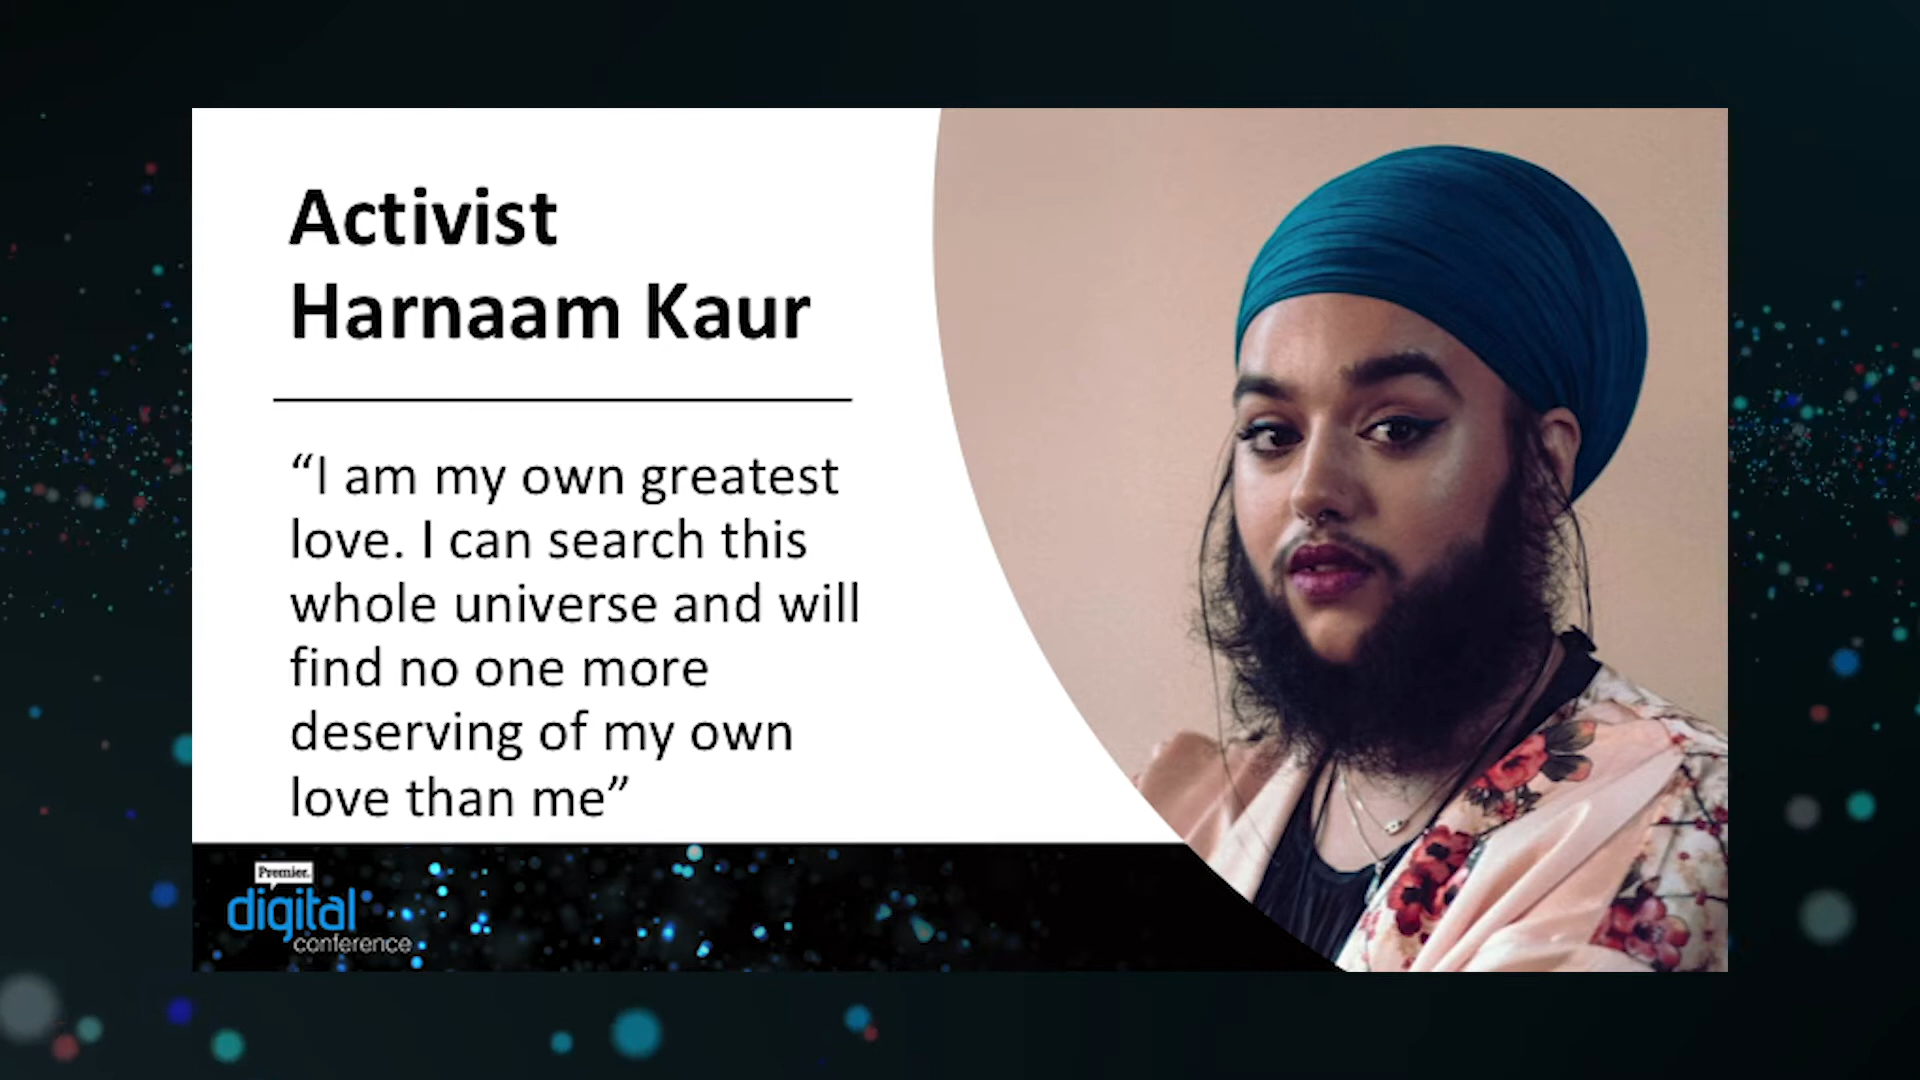 Activist
Harnaam Kaur
“I am my own greatest
love. I can search this
whole universe and will
find no one more
deserving of my own
love than me”
Premier.
digital
conference